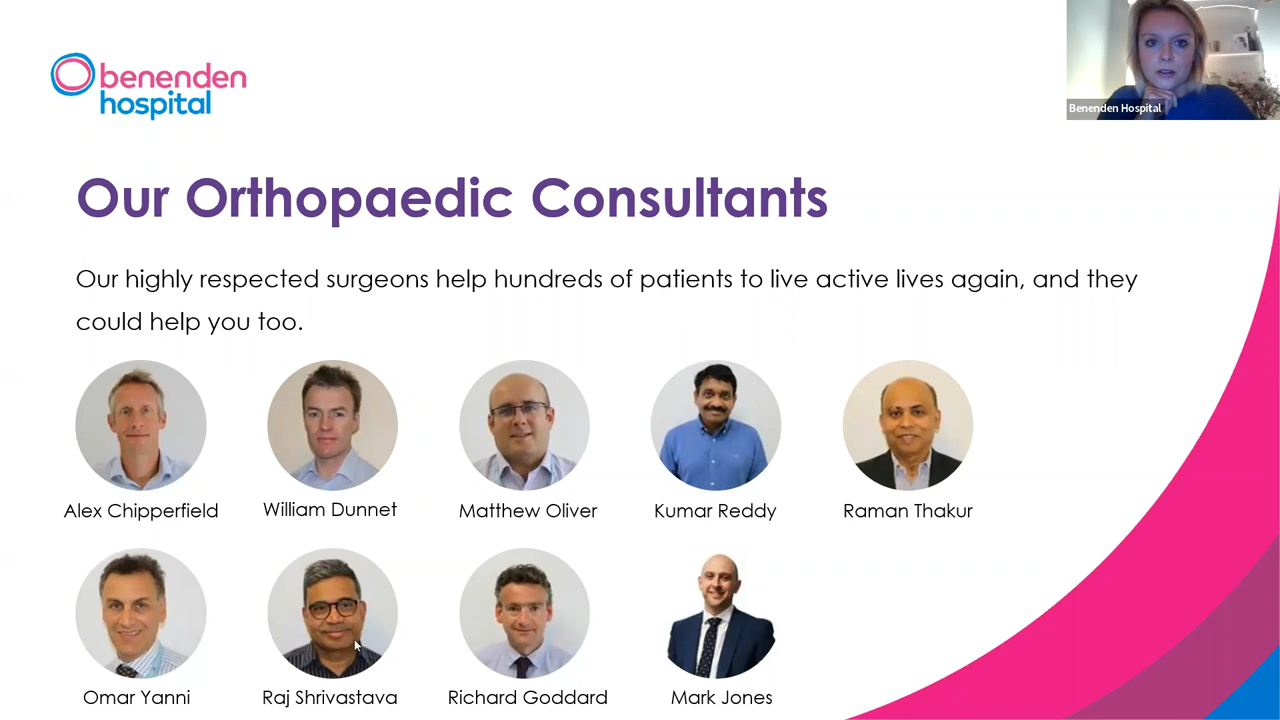 benenden
hospital
Benenden Hospital
Our Orthopaedic Consultants
Our highly respected surgeons help hundreds of patients to live active lives again, and they
could help you too.
Alex Chipperfield
William Dunnet
Matthew Oliver
Kumar Reddy
Raman Thakur
Omar Yanni
Raj Shrivastava
Richard Goddard
Mark Jones